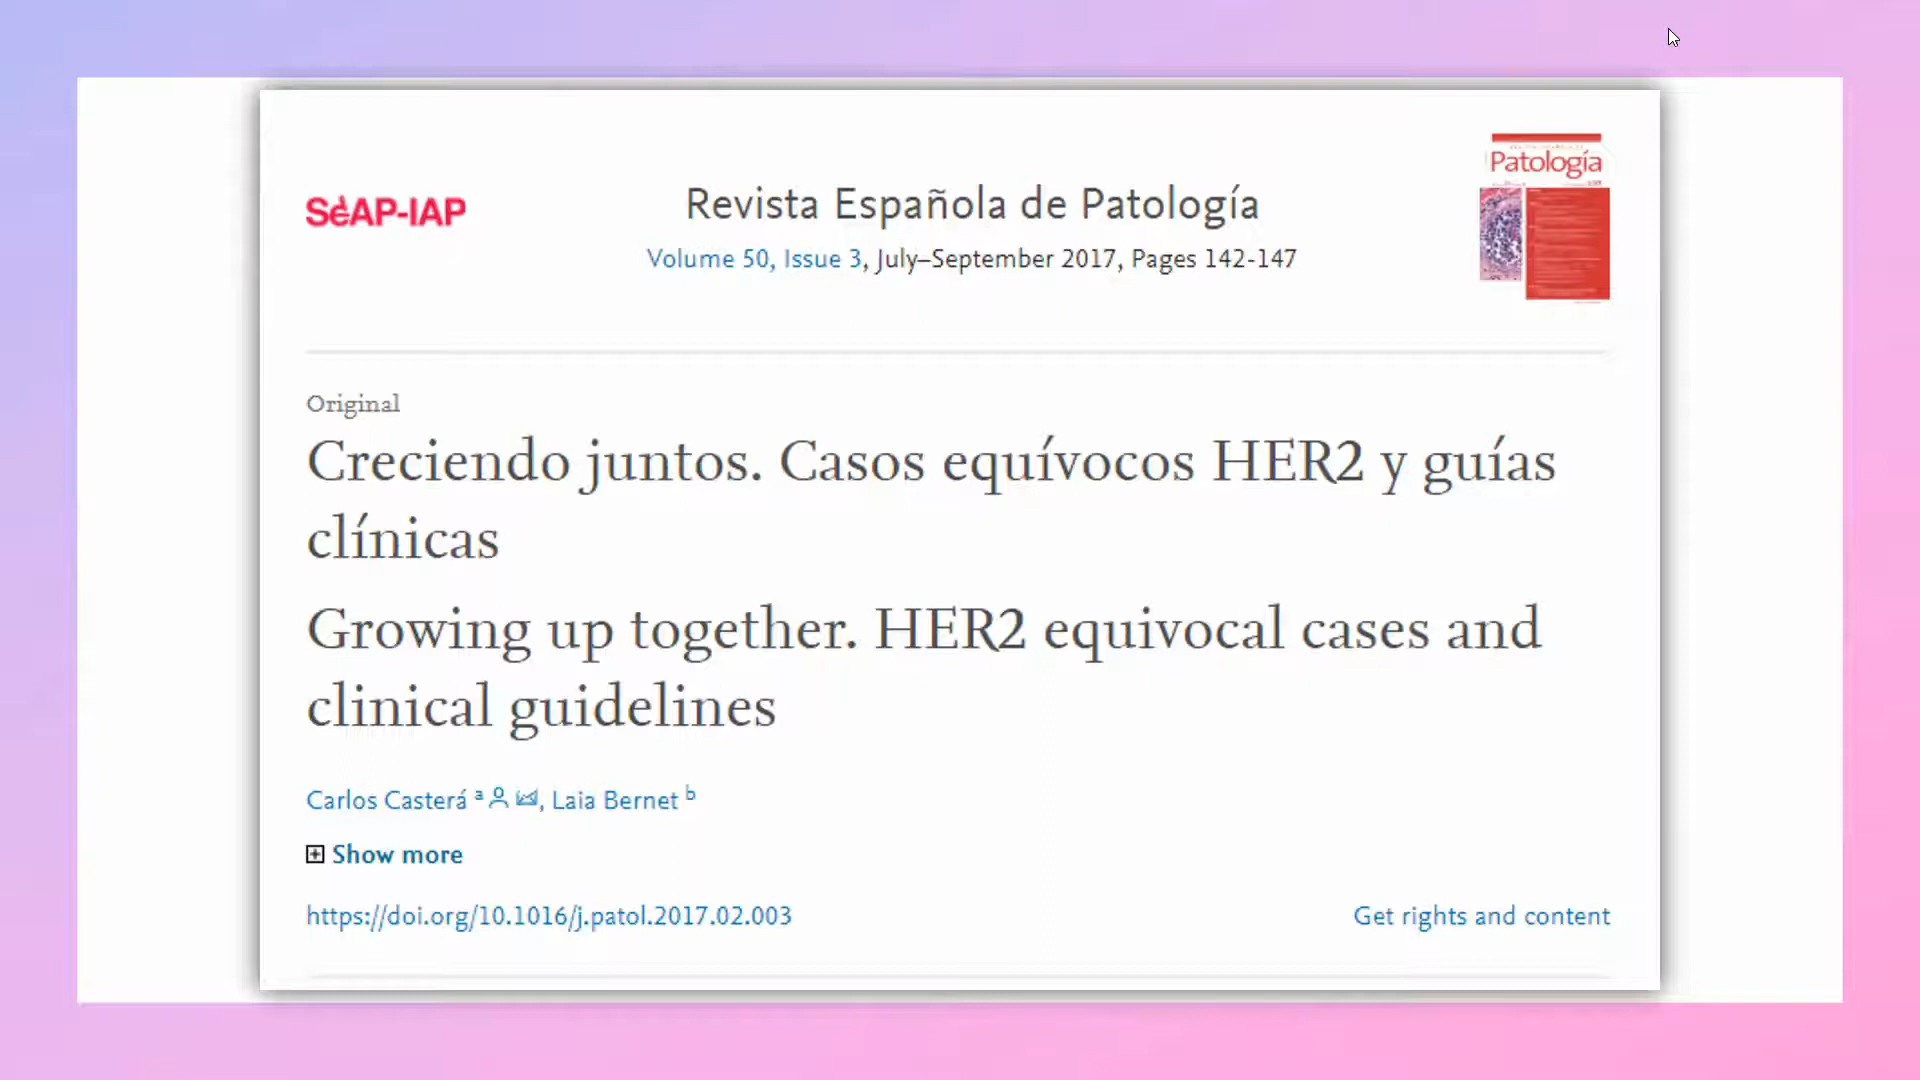 SEAP-IAP
Revista Española de Patología
Volume 50, Issue 3, July–September 2017, Pages 142-147
Patología
Original
Creciendo juntos. Casos equívocos HER2 y guías
clínicas
Growing up together. HER2 equivocal cases and
clinical guidelines
Carlos Casterá a, Laia Bernet b
Show more
https://doi.org/10.1016/j.patol.2017.02.003
Get rights and content